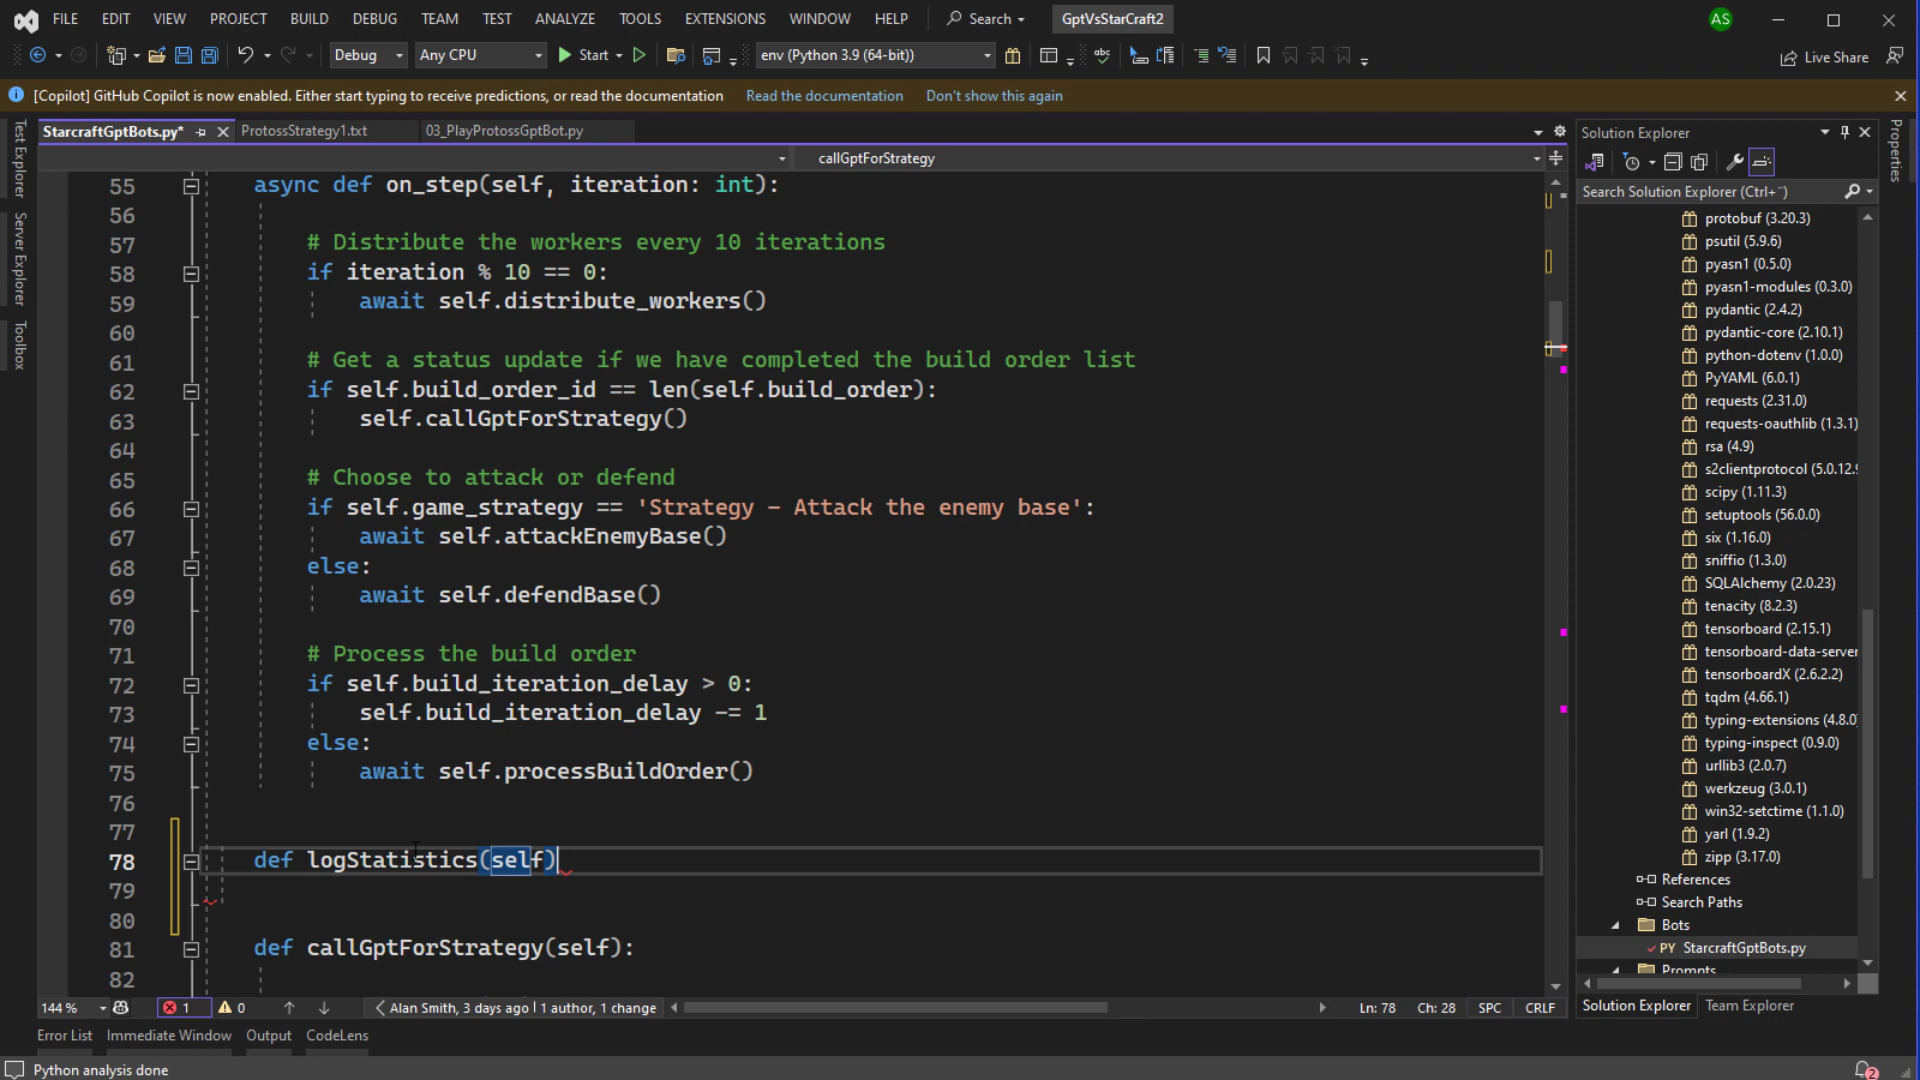 FILE EDIT VIEW PROJECT BUILD DEBUG TEAM TEST ANALYZE TOOLS EXTENSIONS WINDOW HELP Search GptVsStarCraft2 AS
Debug Any CPU Start env (Python 3.9 (64-bit)) Live Share
[Copilot] GitHub Copilot is now enabled. Either start typing to receive predictions, or read the documentation Read the documentation Don't show this again
StarcraftGptBots.py* ProtossStrategy1.txt 03_PlayProtossGptBot.py
callGptForStrategy
Test Explorer
Server Explorer
Toolbox
55 async def on_step(self, iteration: int):
56
57 # Distribute the workers every 10 iterations
58 if iteration % 10 == 0:
59 await self.distribute_workers()
60
61 # Get a status update if we have completed the build order list
62 if self.build_order_id == len(self.build_order):
63 self.callGptForStrategy()
64
65 # Choose to attack or defend
66 if self.game_strategy == 'Strategy - Attack the enemy base':
67 await self.attackEnemyBase()
68 else:
69 await self.defendBase()
70
71 # Process the build order
72 if self.build_iteration_delay > 0:
73 self.build_iteration_delay -= 1
74 else:
75 await self.processBuildOrder()
76
77
78 def logStatistics(self)
79
80
81 def callGptForStrategy(self):
82
144 % 1 0 Alan Smith, 3 days ago | 1 author, 1 change Ln: 78 Ch: 28 SPC CRLF
Error List Immediate Window Output CodeLens
Python analysis done
2
Solution Explorer
Search Solution Explorer (Ctrl+¨)
protobuf (3.20.3)
psutil (5.9.6)
pyasn1 (0.5.0)
pyasn1-modules (0.3.0)
pydantic (2.4.2)
pydantic-core (2.10.1)
python-dotenv (1.0.0)
PyYAML (6.0.1)
requests (2.31.0)
requests-oauthlib (1.3.1)
rsa (4.9)
s2clientprotocol (5.0.12.9
scipy (1.11.3)
setuptools (56.0.0)
six (1.16.0)
sniffio (1.3.0)
SQLAlchemy (2.0.23)
tenacity (8.2.3)
tensorboard (2.15.1)
tensorboard-data-server
tensorboardX (2.6.2.2)
tqdm (4.66.1)
typing-extensions (4.8.0)
typing-inspect (0.9.0)
urllib3 (2.0.7)
werkzeug (3.0.1)
win32-setctime (1.1.0)
yarl (1.9.2)
zipp (3.17.0)
References
Search Paths
Bots
PY StarcraftGptBots.py
Prompts
Solution Explorer Team Explorer
Properties